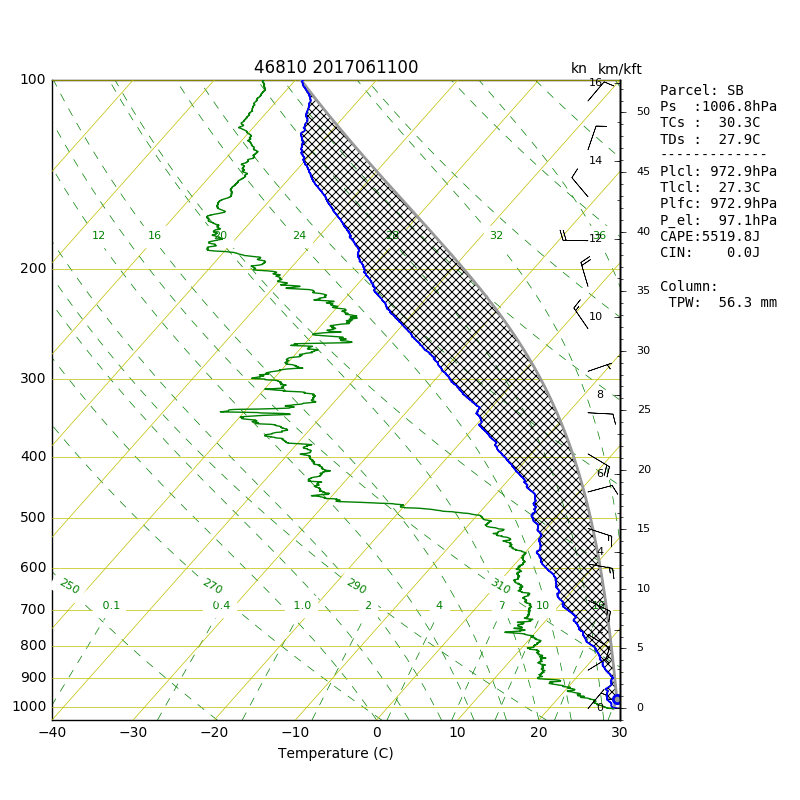 46810 2017061100
kn km/kft
Parcel: SB
Ps :1006.8hPa
TCs : 30.3C
TDs : 27.9C
-------------
Plcl: 972.9hPa
Tlcl: 27.3C
Plfc: 972.9hPa
P_el: 97.1hPa
CAPE:5519.8J
CIN: 0.0J
Column:
TPW: 56.3 mm
100
200
300
400
500
600
700
800
900
1000
12 16 20 24 28 32 36
250 270 290 310
0.1 0.4 1.0 2 4 7 10
16
14
12
10
8
6
4
0
50
45
40
35
30
25
20
15
10
5
0
−40 −30 −20 −10 0 10 20 30
Temperature (C)